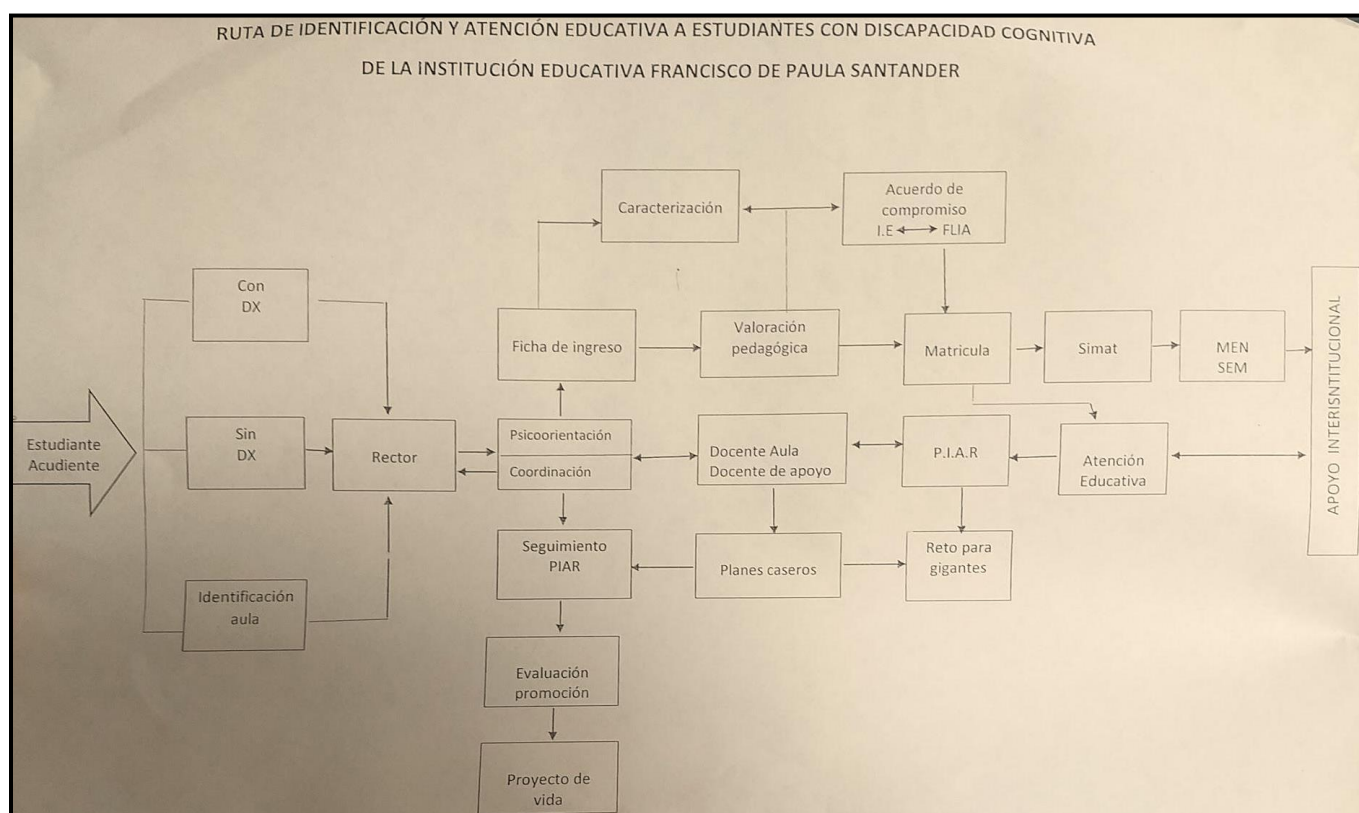 RUTA DE IDENTIFICACIÓN Y ATENCIÓN EDUCATIVA A ESTUDIANTES CON DISCAPACIDAD COGNITIVA
DE LA INSTITUCIÓN EDUCATIVA FRANCISCO DE PAULA SANTANDER
Caracterización
Acuerdo de
compromiso
I.E FLIA
Con
DX
Ficha de ingreso
Valoración
pedagógica
Matricula
Simat
MEN
SEM
APOYO INTERISNTITUCIONAL
Estudiante
Acudiente
Sin
DX
Rector
Psicoorientación
Coordinación
Docente Aula
Docente de apoyo
P.I.A.R
Atención
Educativa
Identificación
aula
Seguimiento
PIAR
Planes caseros
Reto para
gigantes
Evaluación
promoción
Proyecto de
vida